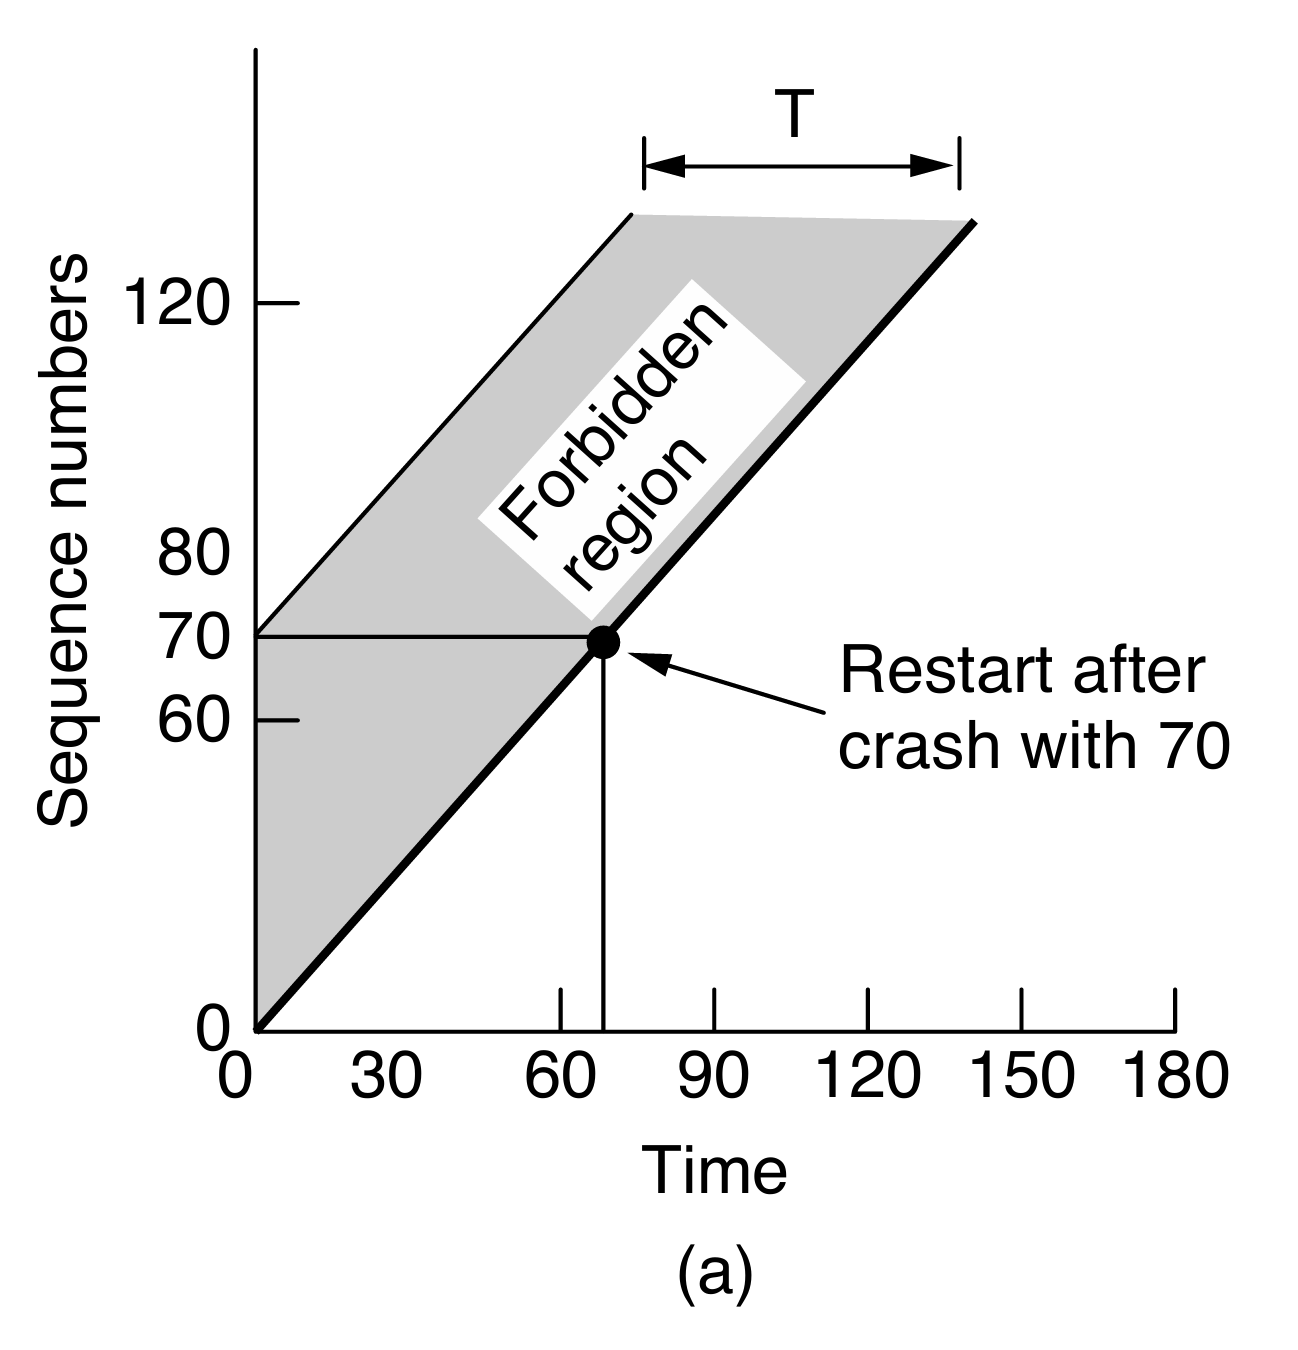 T
Sequence numbers
120
80
70
60
0
Forbidden
region
Restart after
crash with 70
0 30 60 90 120 150 180
Time
(a)